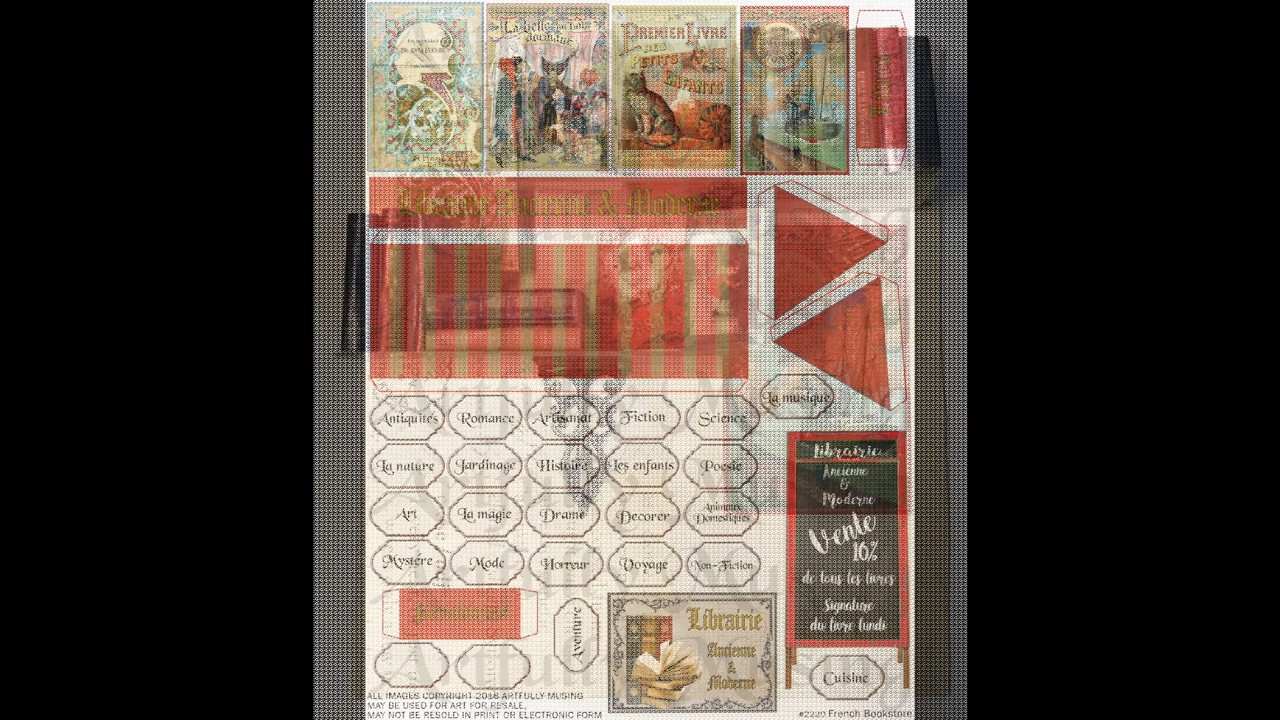 La Belle au Bois
dormant
PREMIER LIVRE
DES
PETITS
ENFANTS
Librairie Ancienne & Moderne
La musique
Antiquités
Romance
Artisanat
Fiction
Science
La nature
Jardinage
Histoire
Les enfants
Poesie
Art
La magie
Drame
Decorer
Animaux
Domestiques
Mystére
Mode
Horreur
Voyage
Non-Fiction
Librairie
Ancienne
&
Moderne
Vente
10%
de tous les livres
Signature
du livre lundi
Aventure
Librairie
Ancienne
&
Moderne
Cuisine
ALL IMAGES COPYRIGHT 2018 ARTFULLY MUSING
MAY BE USED FOR ART FOR RESALE,
MAY NOT BE RESOLD IN PRINT OR ELECTRONIC FORM
#2220 French Bookstore